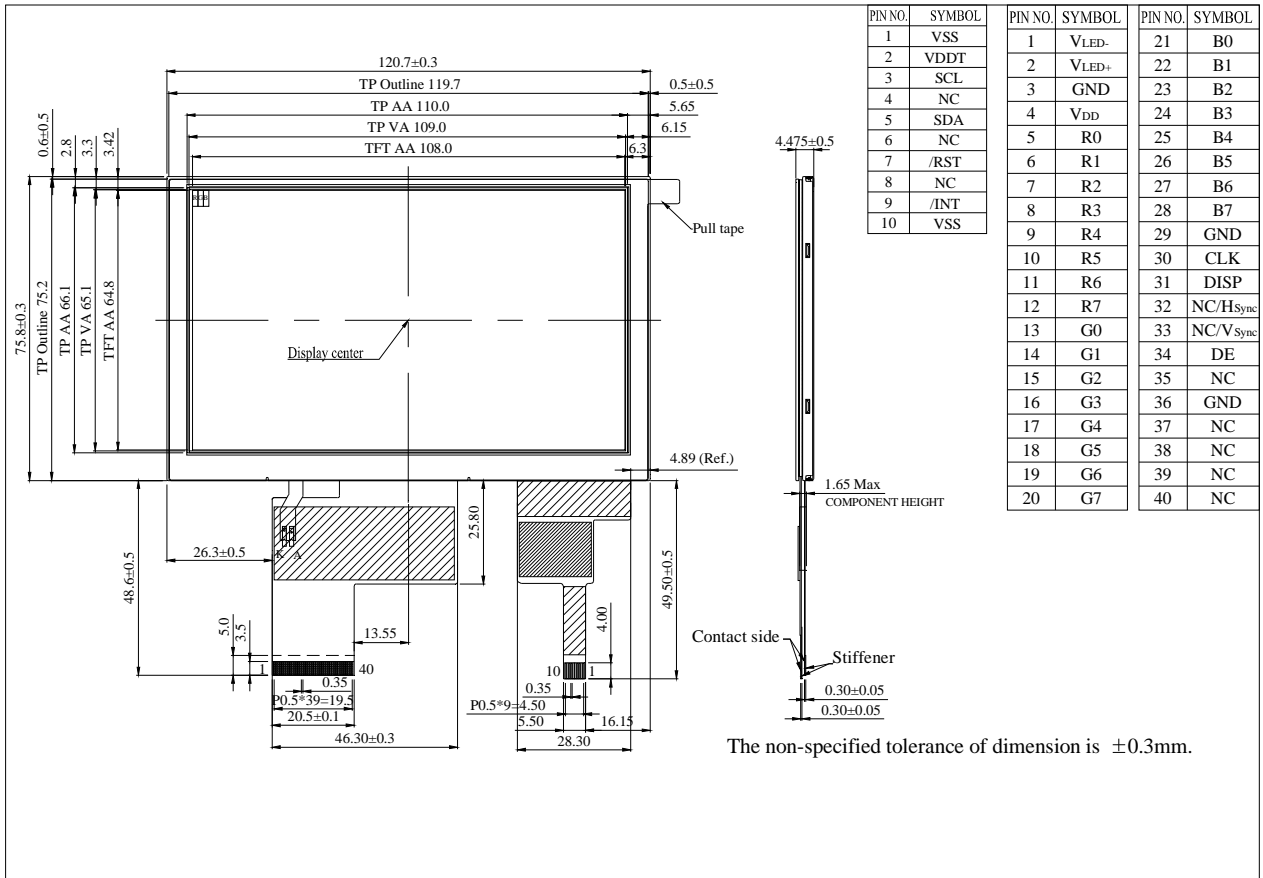 120.7±0.3
TP Outline 119.7
0.5±0.5
TP AA 110.0
5.65
TP VA 109.0
6.15
TFT AA 108.0
6.3
0.6±0.5
2.8
3.3
3.42
75.8±0.3
TP Outline 75.2
TP AA 66.1
TP VA 65.1
TFT AA 64.8
RGB
Pull tape
Display center
4.475±0.5
4.89 (Ref.)
1.65 Max
COMPONENT HEIGHT
K A
26.3±0.5
48.6±0.5
5.0
3.5
25.80
49.50±0.5
4.00
13.55
1
40
0.35
P0.5*39=19.5
20.5±0.1
46.30±0.3
10
1
0.35
P0.5*9=4.50
5.50
16.15
28.30
Contact side
Stiffener
0.30±0.05
0.30±0.05
The non-specified tolerance of dimension is ±0.3mm.
PIN NO. SYMBOL
1 VSS
2 VDDT
3 SCL
4 NC
5 SDA
6 NC
7 /RST
8 NC
9 /INT
10 VSS
PIN NO. SYMBOL
1 VLED-
2 VLED+
3 GND
4 VDD
5 R0
6 R1
7 R2
8 R3
9 R4
10 R5
11 R6
12 R7
13 G0
14 G1
15 G2
16 G3
17 G4
18 G5
19 G6
20 G7
PIN NO. SYMBOL
21 B0
22 B1
23 B2
24 B3
25 B4
26 B5
27 B6
28 B7
29 GND
30 CLK
31 DISP
32 NC/HSync
33 NC/VSync
34 DE
35 NC
36 GND
37 NC
38 NC
39 NC
40 NC